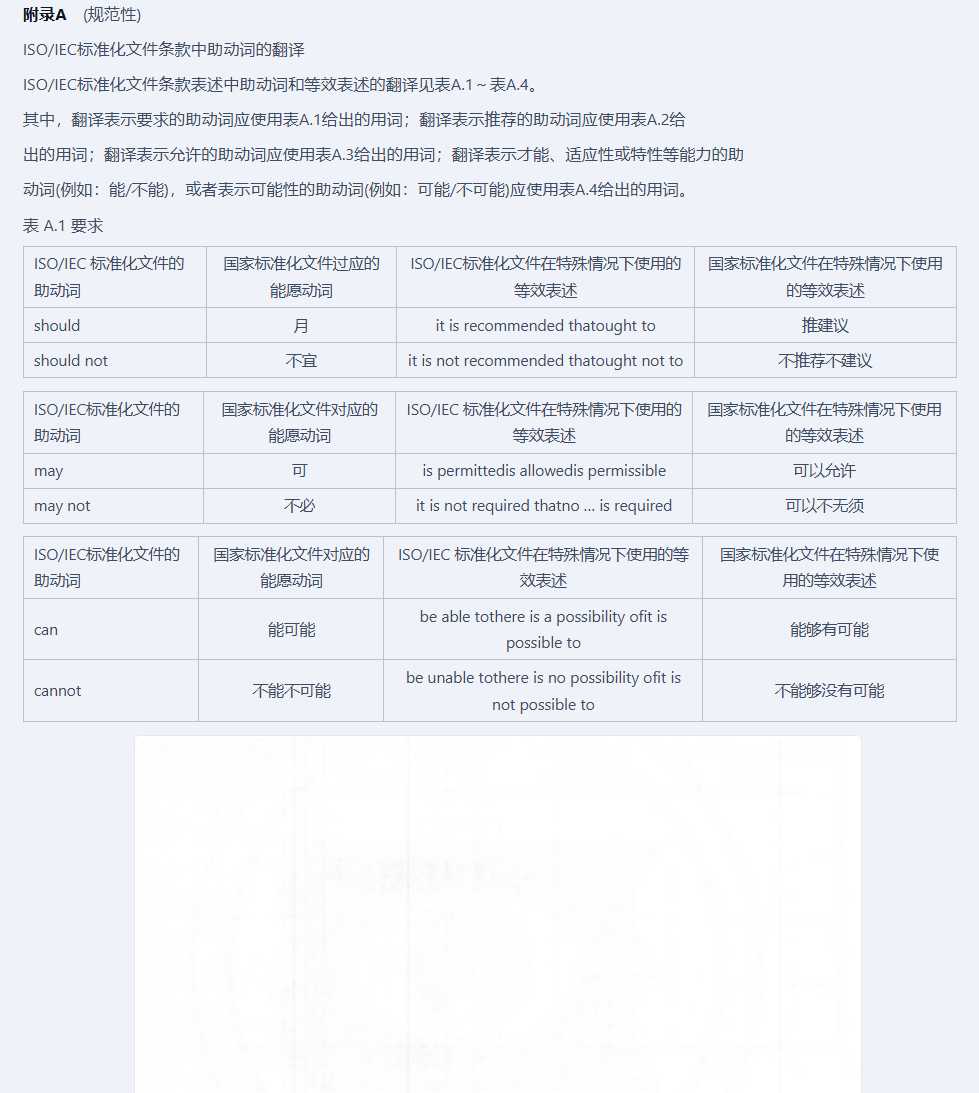 附录A (规范性)
ISO/IEC标准化文件条款中助动词的翻译
ISO/IEC标准化文件条款表述中助动词和等效表述的翻译见表A.1～表A.4。
其中，翻译表示要求的助动词应使用表A.1给出的用词；翻译表示推荐的助动词应使用表A.2给
出的用词；翻译表示允许的助动词应使用表A.3给出的用词；翻译表示才能、适应性或特性等能力的助
动词(例如：能/不能)，或者表示可能性的助动词(例如：可能/不可能)应使用表A.4给出的用词。
表 A.1 要求
ISO/IEC 标准化文件的 国家标准化文件过应的 ISO/IEC标准化文件在特殊情况下使用的 国家标准化文件在特殊情况下使用
助动词 能愿动词 等效表述 的等效表述
should 月 it is recommended thatought to 推建议
should not 不宜 it is not recommended thatought not to 不推荐不建议
ISO/IEC标准化文件的 国家标准化文件对应的 ISO/IEC 标准化文件在特殊情况下使用的 国家标准化文件在特殊情况下使用
助动词 能愿动词 等效表述 的等效表述
may 可 is permittedis allowedis permissible 可以允许
may not 不必 it is not required thatno ... is required 可以不无须
ISO/IEC标准化文件的 国家标准化文件对应的 ISO/IEC 标准化文件在特殊情况下使用的等 国家标准化文件在特殊情况下使
助动词 能愿动词 效表述 用的等效表述
can 能可能 be able tothere is a possibility ofit is 能够有可能
possible to
cannot 不能不可能 be unable tothere is no possibility ofit is 不能够没有可能
not possible to